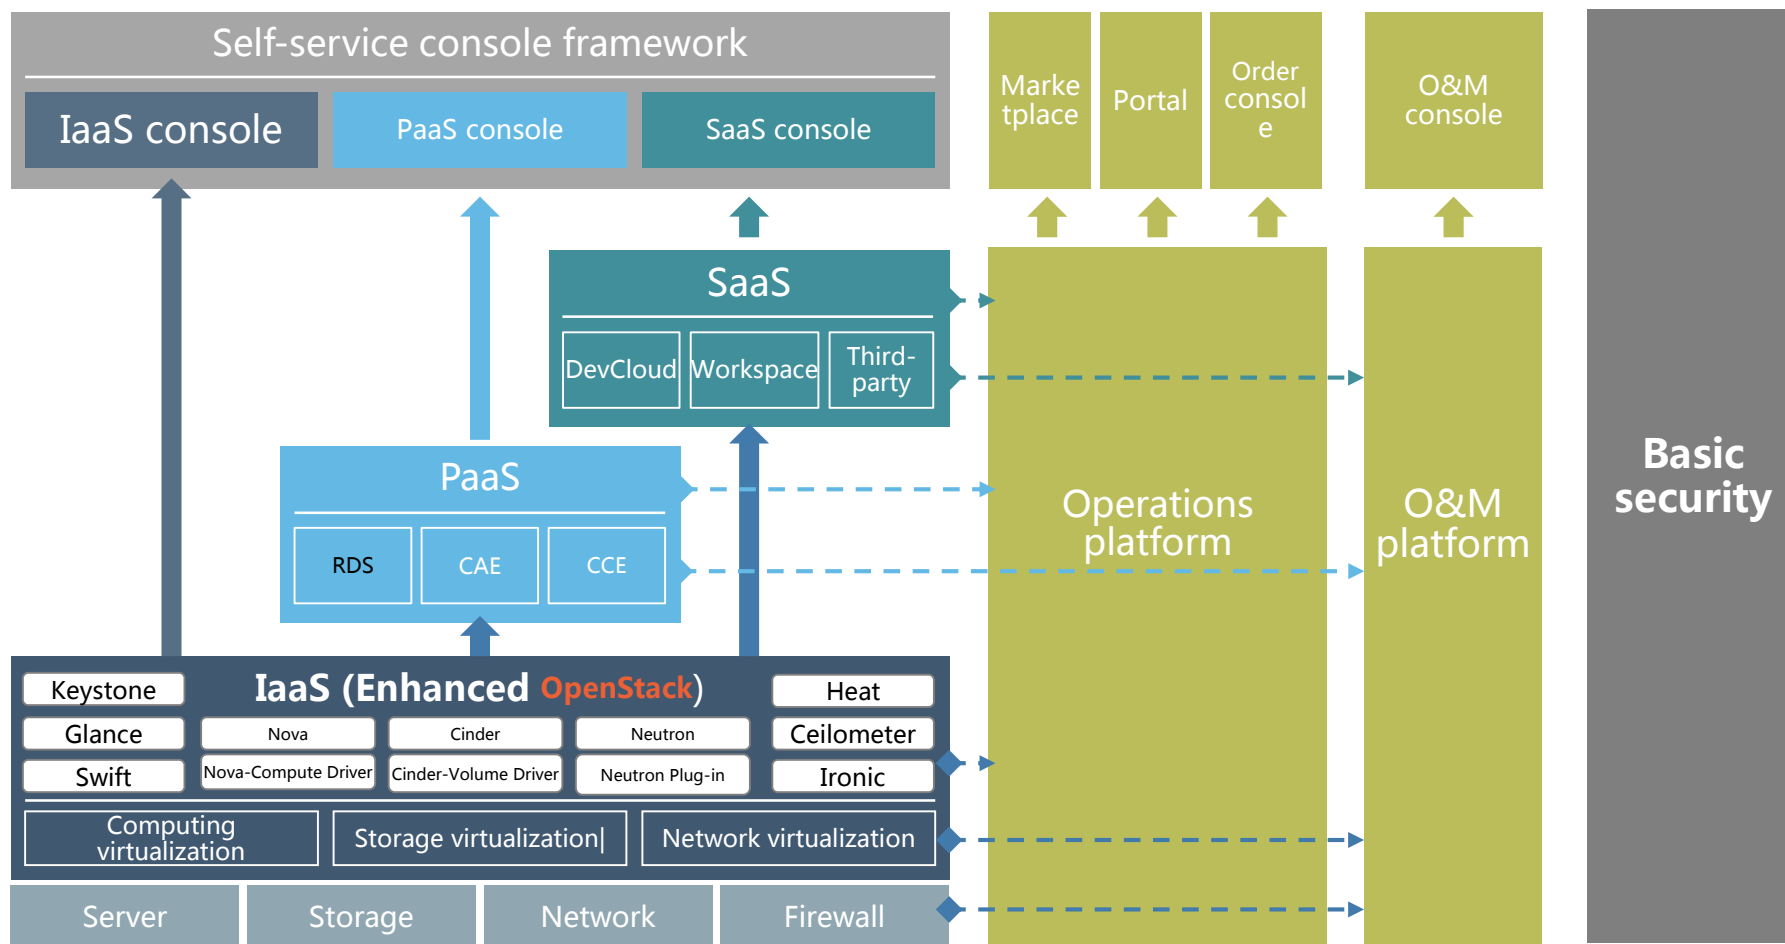 Self-service console framework
IaaS console
PaaS console
SaaS console
Marke
tplace
Portal
Order
consol
e
O&M
console
SaaS
DevCloud
Workspace
Third-
party
PaaS
RDS
CAE
CCE
Operations
platform
O&M
platform
Basic
security
IaaS (Enhanced OpenStack)
Keystone
Glance
Swift
Nova
Nova-Compute Driver
Cinder
Cinder-Volume Driver
Neutron
Neutron Plug-in
Heat
Ceilometer
Ironic
Computing
virtualization
Storage virtualization|
Network virtualization
Server
Storage
Network
Firewall